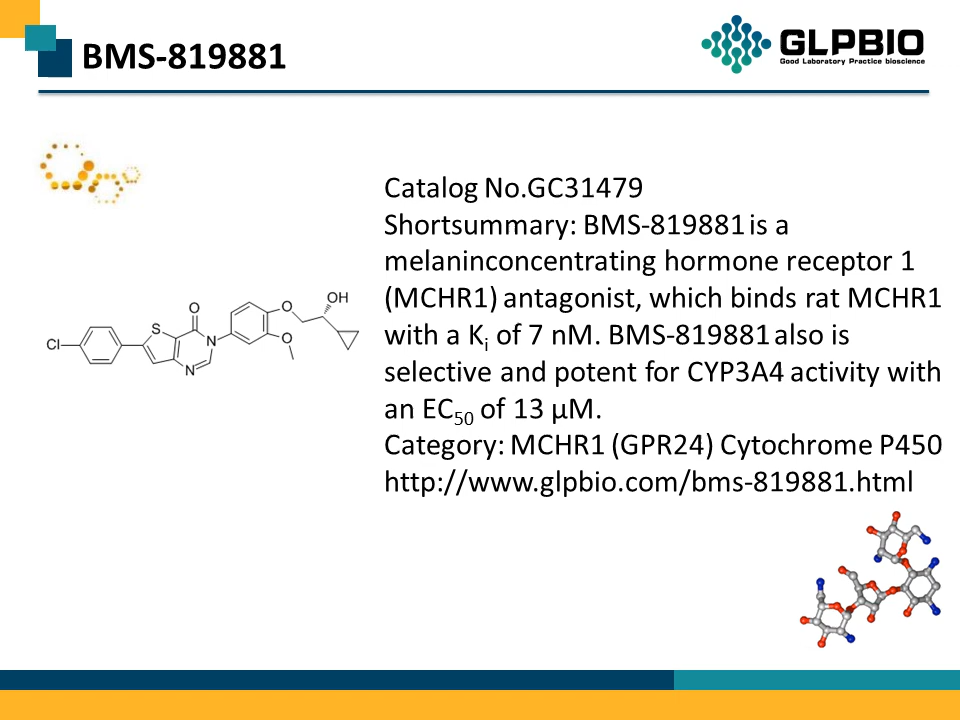 BMS-819881
GLPBIO
Good Laboratory Practice bioscience
Catalog No.GC31479
Shortsummary: BMS-819881 is a
melaninconcentrating hormone receptor 1
(MCHR1) antagonist, which binds rat MCHR1
with a Ki of 7 nM. BMS-819881 also is
selective and potent for CYP3A4 activity with
an EC50 of 13 μM.
Category: MCHR1 (GPR24) Cytochrome P450
http://www.glpbio.com/bms-819881.html
OH
O
O
S
N
O
Cl
N